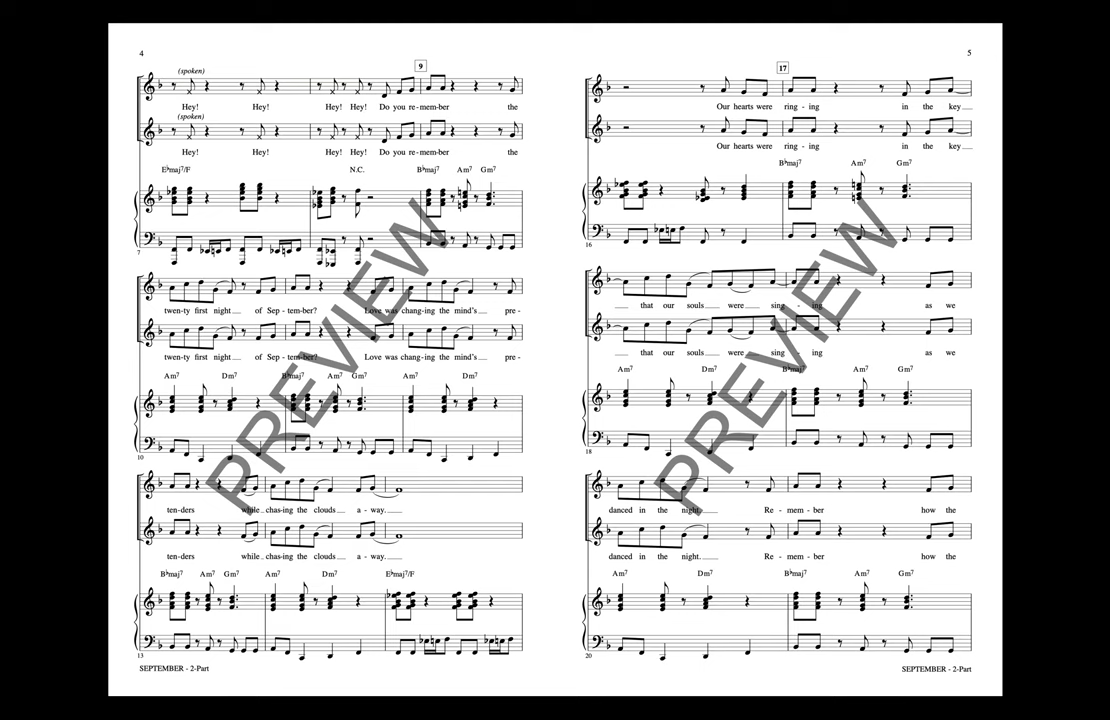 4
9
(spoken)
Hey! Hey! Hey! Hey! Do you re-mem-ber the
(spoken)
Hey! Hey! Hey! Hey! Do you re-mem-ber the
E♭maj7/F N.C. B♭maj7 Am7 Gm7
7
twen-ty first night of Sep - tem-ber? Love was chang-ing the mind's pre -
twen-ty first night of Sep - tem-ber? Love was chang-ing the mind's pre -
Am7 Dm7 B♭maj7 Am7 Gm7 Am7 Dm7
10
ten-ders while chas-ing the clouds a - way.
ten-ders while chas-ing the clouds a - way.
B♭maj7 Am7 Gm7 Am7 Dm7 E♭maj7/F
13
SEPTEMBER - 2-Part
PREVIEW
5
17
Our hearts were ring - ing in the key
Our hearts were ring - ing in the key
B♭maj7 Am7 Gm7
16
that our souls were sing - ing as we
that our souls were sing - ing as we
Am7 Dm7 B♭maj7 Am7 Gm7
18
danced in the night. Re - mem - ber how the
danced in the night. Re - mem - ber how the
Am7 Dm7 B♭maj7 Am7 Gm7
20
SEPTEMBER - 2-Part
PREVIEW